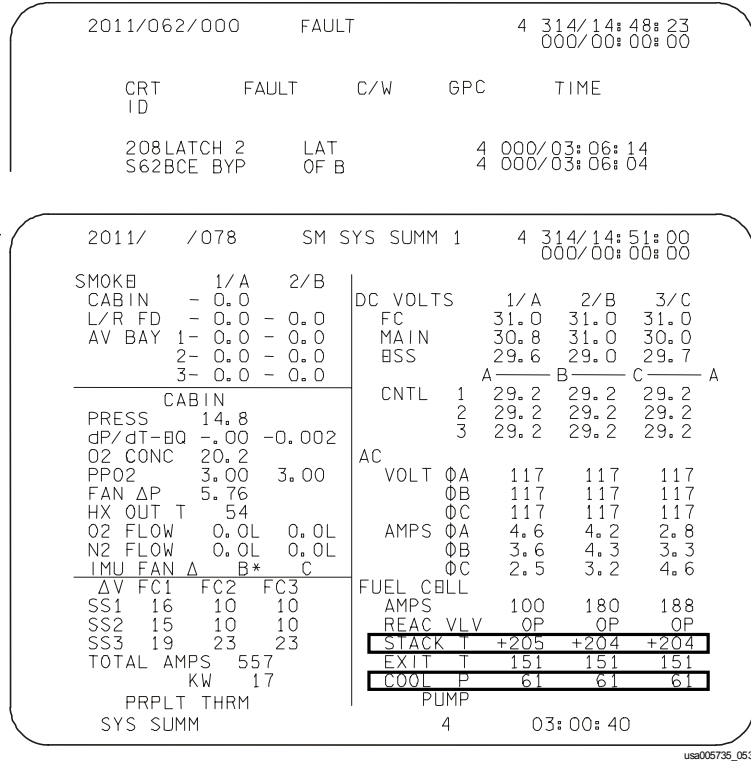 2011/062/000 FAULT 4 314/14:48:23
000/00:00:00
CRT FAULT C/W GPC TIME
ID
208LATCH 2 LAT 4 000/03:06:14
S62BCE BYP OF B 4 000/03:06:04
2011/ /078 SM SYS SUMM 1 4 314/14:51:00
000/00:00:00
SMOKE 1/A 2/B
CABIN - 0.0
L/R FD - 0.0 - 0.0
AV BAY 1- 0.0 - 0.0
2- 0.0 - 0.0
3- 0.0 - 0.0
CABIN
PRESS 14.8
dP/dT-EQ -.00 -0.002
O2 CONC 20.2
PPO2 3.00 3.00
FAN ΔP 5.76
HX OUT T 54
O2 FLOW 0.0L 0.0L
N2 FLOW 0.0L 0.0L
IMU FAN Δ B* C
ΔV FC1 FC2 FC3
SS1 16 10 10
SS2 15 10 10
SS3 19 23 23
TOTAL AMPS 557
KW 17
PRPLT THRM
DC VOLTS 1/A 2/B 3/C
FC 31.0 31.0 31.0
MAIN 30.8 31.0 30.0
ESS 29.6 29.0 29.7
A B C A
CNTL 1 29.2 29.2 29.2
2 29.2 29.2 29.2
3 29.2 29.2 29.2
AC
VOLT ΦA 117 117 117
ΦB 117 117 117
ΦC 117 117 117
AMPS ΦA 4.6 4.2 2.8
ΦB 3.6 4.3 3.3
ΦC 2.5 3.2 4.6
FUEL CELL
AMPS 100 180 188
REAC VLV OP OP OP
STACK T +205 +204 +204
EXIT T 151 151 151
COOL P 61 61 61
PUMP
SYS SUMM 4 03:00:40
usa005735_053